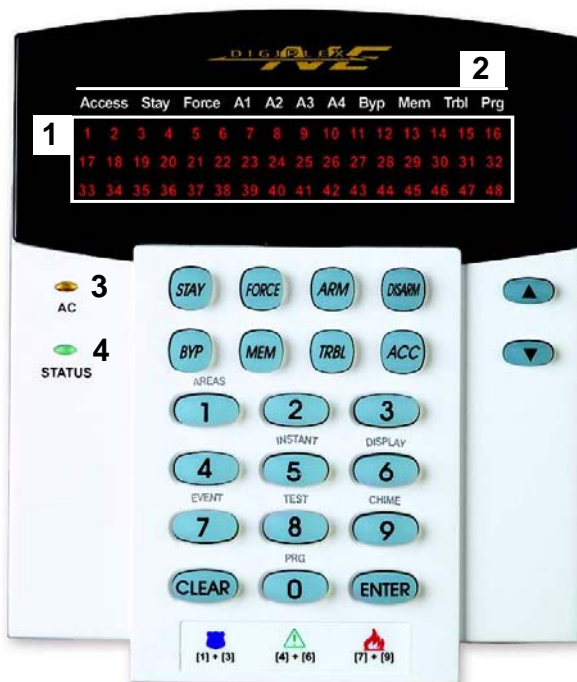 DIGIPLEX NE
2
Access Stay Force A1 A2 A3 A4 Byp Mem Trbl Prg
1
1 2 3 4 5 6 7 8 9 10 11 12 13 14 15 16
17 18 19 20 21 22 23 24 25 26 27 28 29 30 31 32
33 34 35 36 37 38 39 40 41 42 43 44 45 46 47 48
3
AC
4
STATUS
STAY FORCE ARM DISARM
BYP MEM TRBL ACC
AREAS
1 2 3
INSTANT DISPLAY
4 5 6
EVENT TEST CHIME
7 8 9
PRG
CLEAR 0 ENTER
[1] + [3] [4] + [6] [7] + [9]